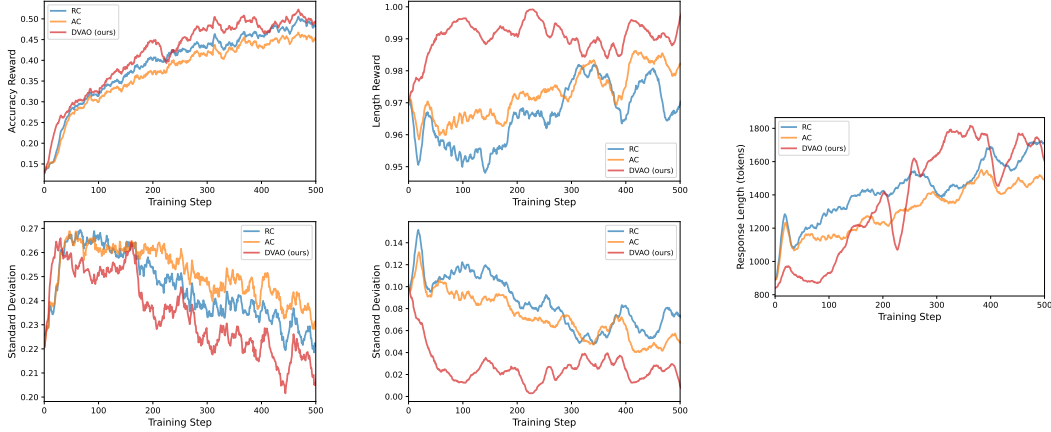 RC
AC
DVAO (ours)
Accuracy Reward
0.50
0.45
0.40
0.35
0.30
0.25
0.20
0.15
0 100 200 300 400 500
Training Step
1.00
0.99
0.98
0.97
0.96
0.95
Length Reward
RC
AC
DVAO (ours)
0 100 200 300 400 500
Training Step
0.27
0.26
0.25
0.24
0.23
0.22
0.21
0.20
Standard Deviation
RC
AC
DVAO (ours)
0 100 200 300 400 500
Training Step
0.14
0.12
0.10
0.08
0.06
0.04
0.02
0.00
Standard Deviation
RC
AC
DVAO (ours)
0 100 200 300 400 500
Training Step
1800
1600
1400
1200
1000
800
Response Length (tokens)
RC
AC
DVAO (ours)
0 100 200 300 400 500
Training Step